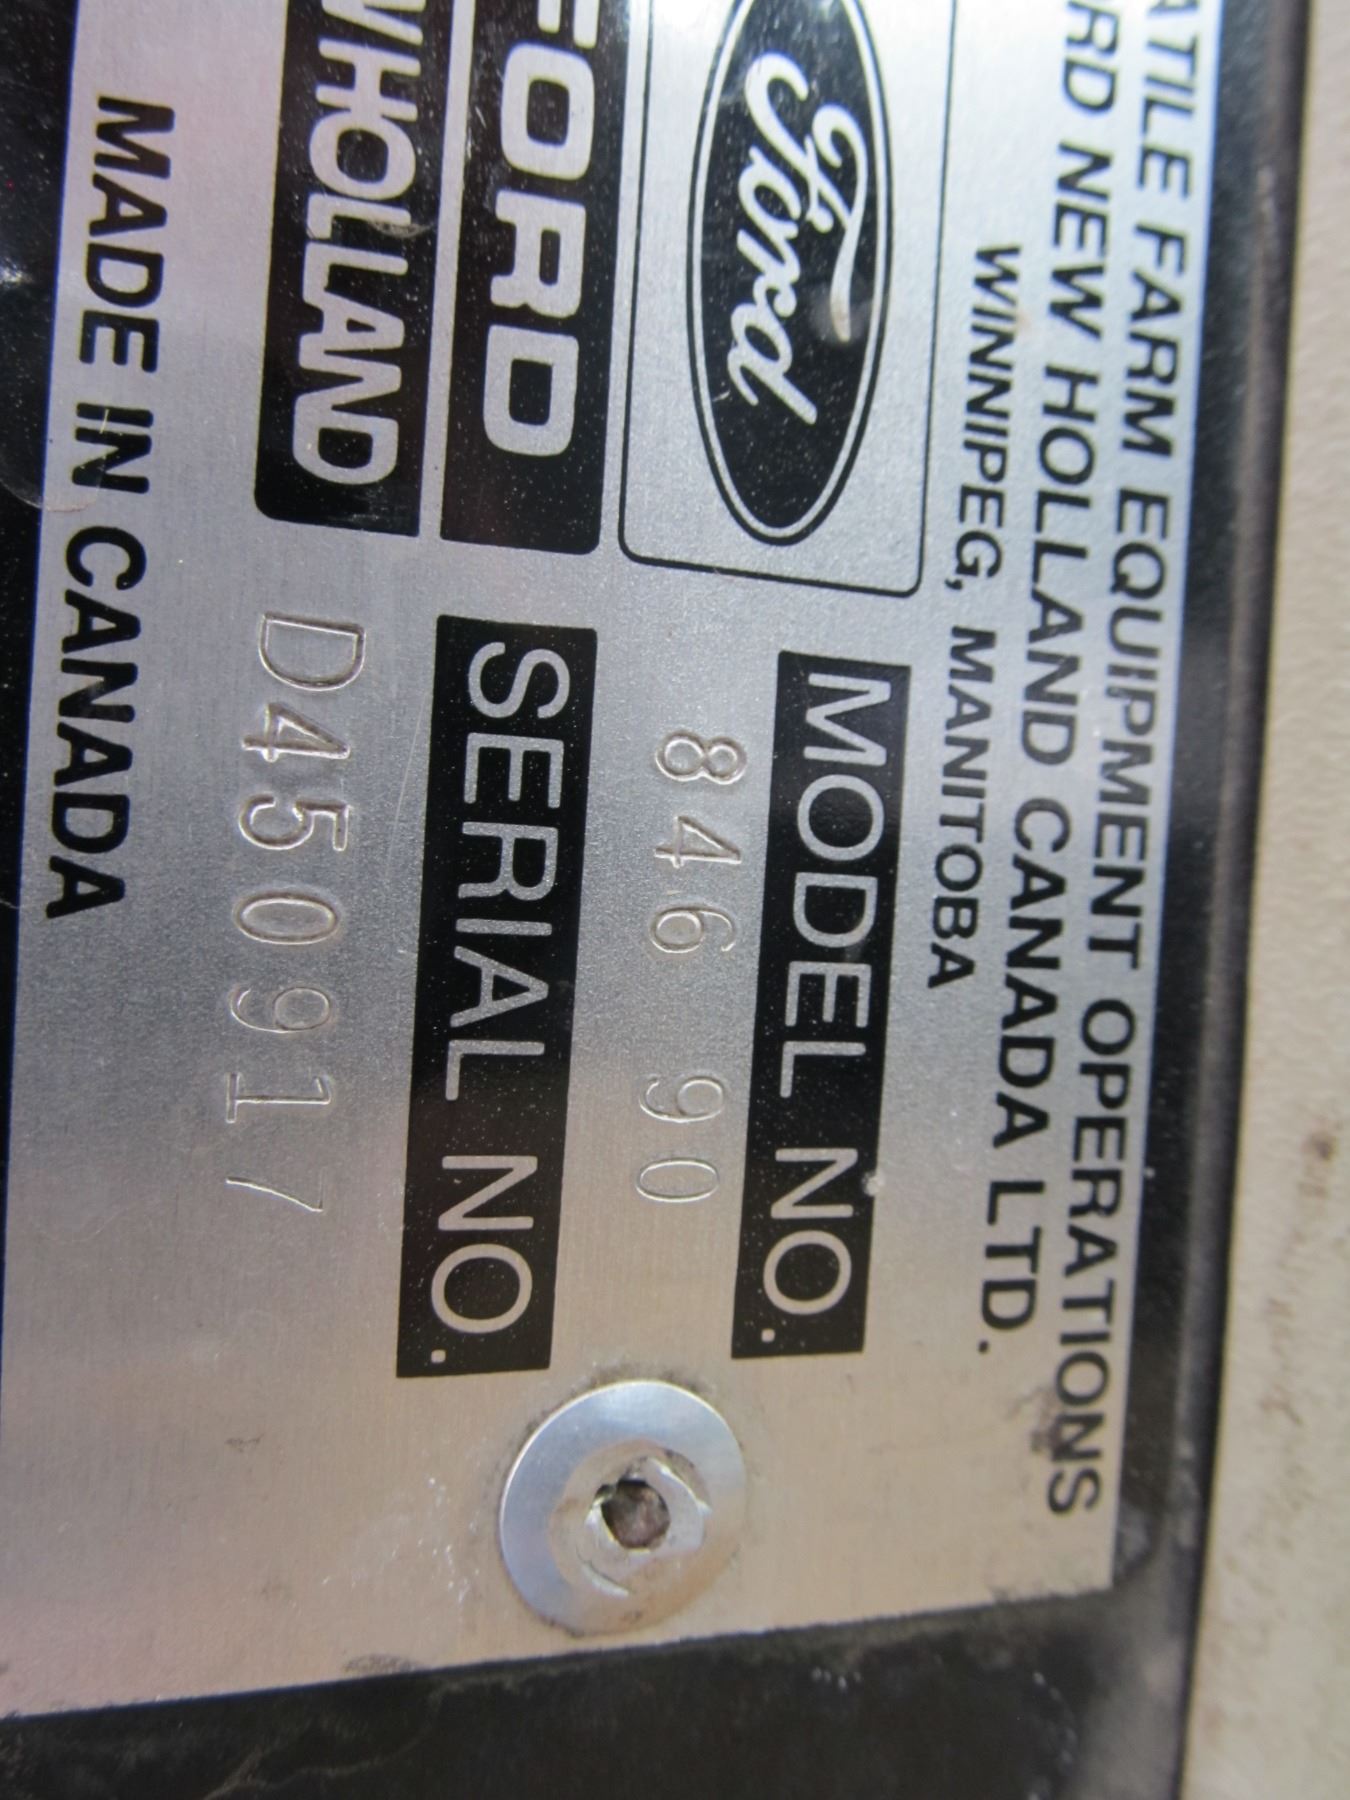 ATILE FARM EQUIPMENT OPERATIONS
RD NEW HOLLAND CANADA LTD.
WINNIPEG, MANITOBA
Ford
MODEL NO.
846 90
FORD
HOLLAND
SERIAL NO.
D450917
MADE IN CANADA